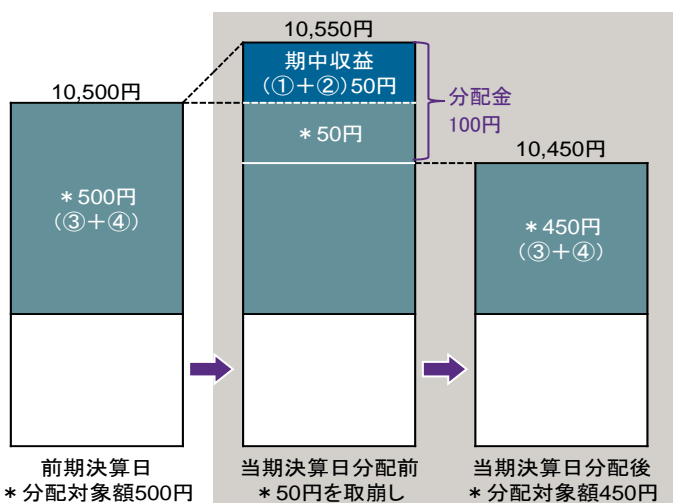 10,500円
＊500円
（③＋④）
前期決算日
＊分配対象額500円
10,550円
期中収益
（①＋②）50円
＊50円
分配金
100円
当期決算日分配前
＊50円を取崩し
10,450円
＊450円
（③＋④）
当期決算日分配後
＊分配対象額450円